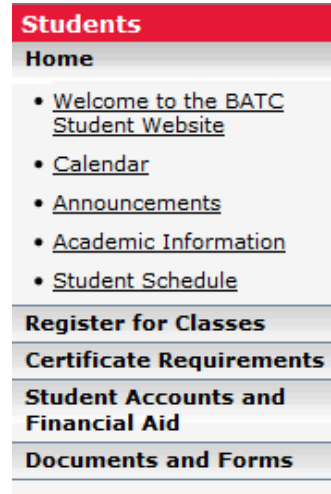 Students
Home
• Welcome to the BATC
Student Website
• Calendar
• Announcements
• Academic Information
• Student Schedule
Register for Classes
Certificate Requirements
Student Accounts and
Financial Aid
Documents and Forms